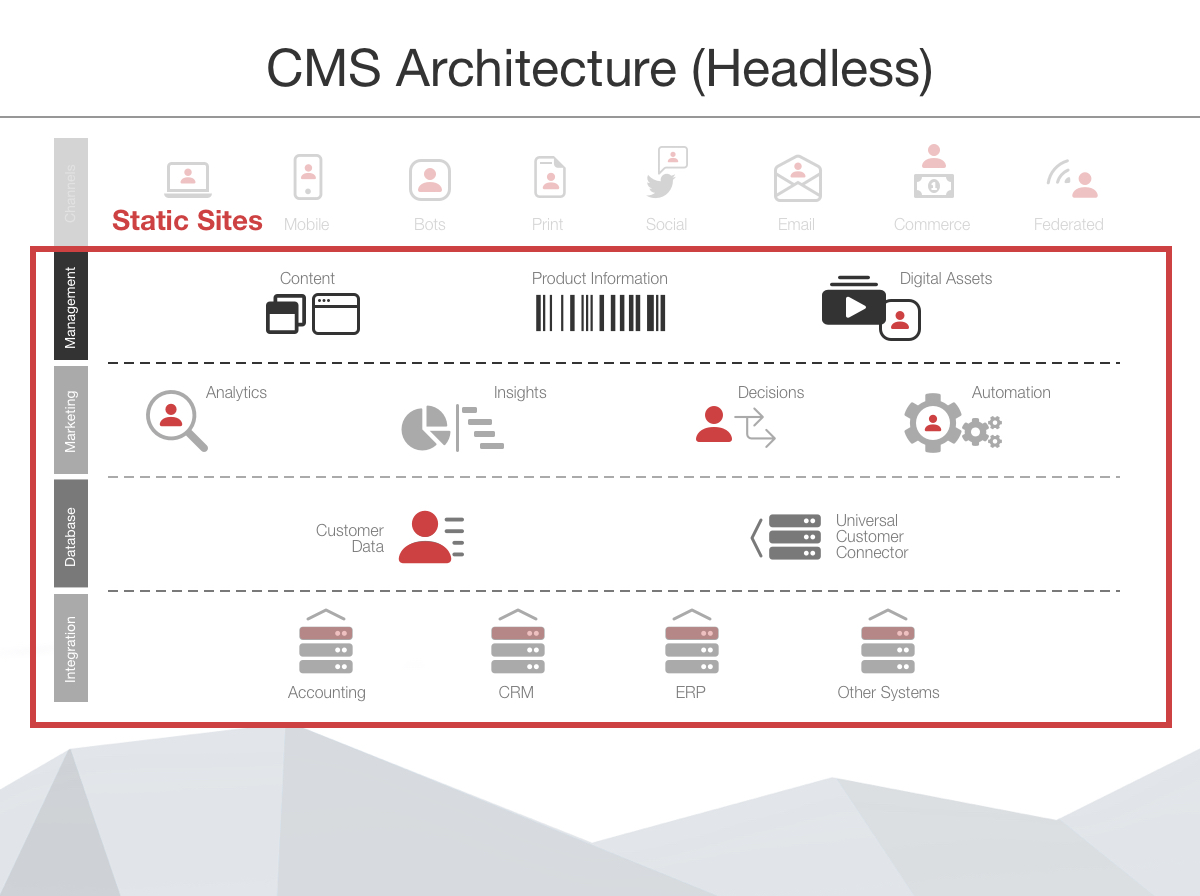 CMS Architecture (Headless)
Channels
Static Sites
Mobile
Bots
Print
Social
Email
1
Commerce
Federated
Management
Content
Product Information
Digital Assets
Marketing
Analytics
Insights
Decisions
Automation
Database
Customer
Data
Universal
Customer
Connector
Integration
Accounting
CRM
ERP
Other Systems